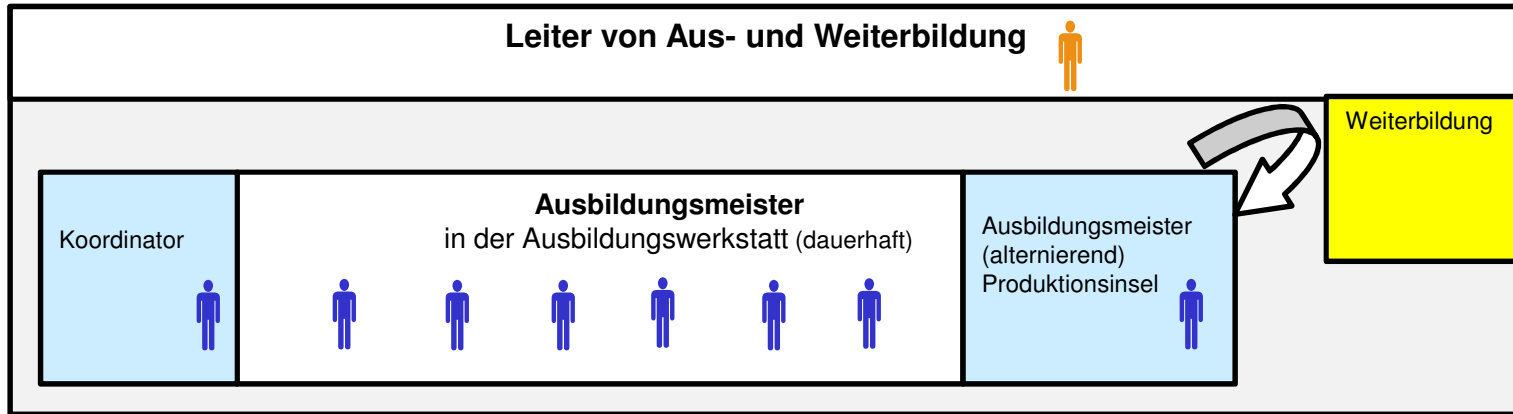 Leiter von Aus- und Weiterbildung
Weiterbildung
Koordinator
Ausbildungsmeister
in der Ausbildungswerkstatt (dauerhaft)
Ausbildungsmeister
(alternierend)
Produktionsinsel